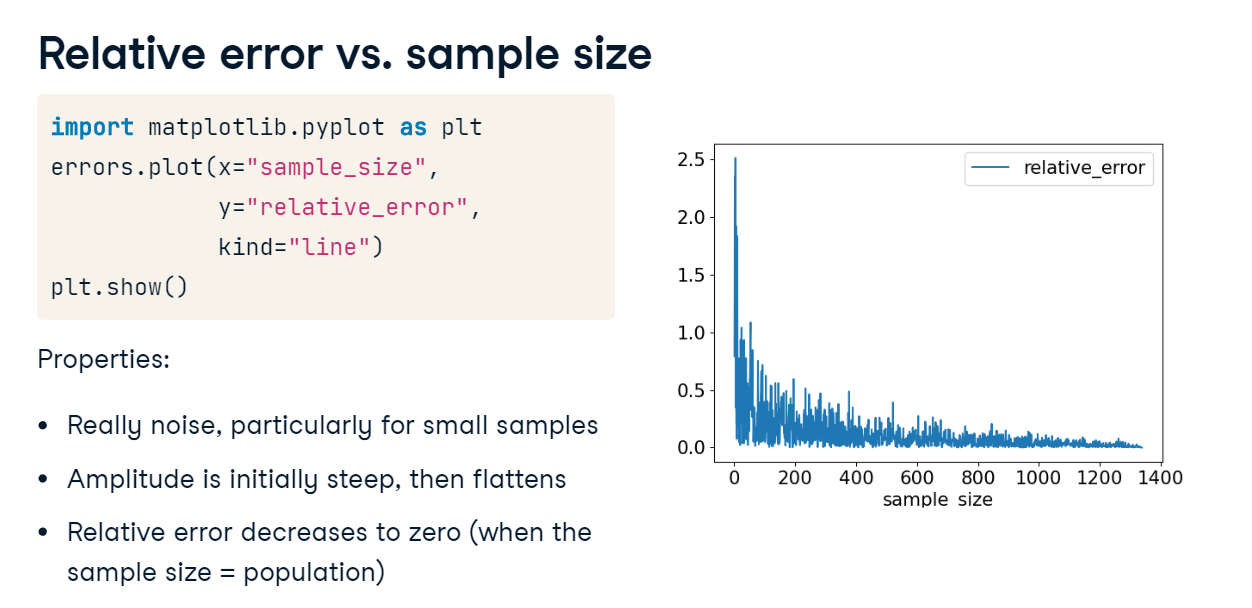 Relative error vs. sample size
import matplotlib.pyplot as plt
errors.plot(x="sample_size",
            y="relative_error",
            kind="line")
plt.show()
Properties:
• Really noise, particularly for small samples
• Amplitude is initially steep, then flattens
• Relative error decreases to zero (when the
sample size = population)
relative_error
2.5
2.0
1.5
1.0
0.5
0.0
0 200 400 600 800 1000 1200 1400
sample_size